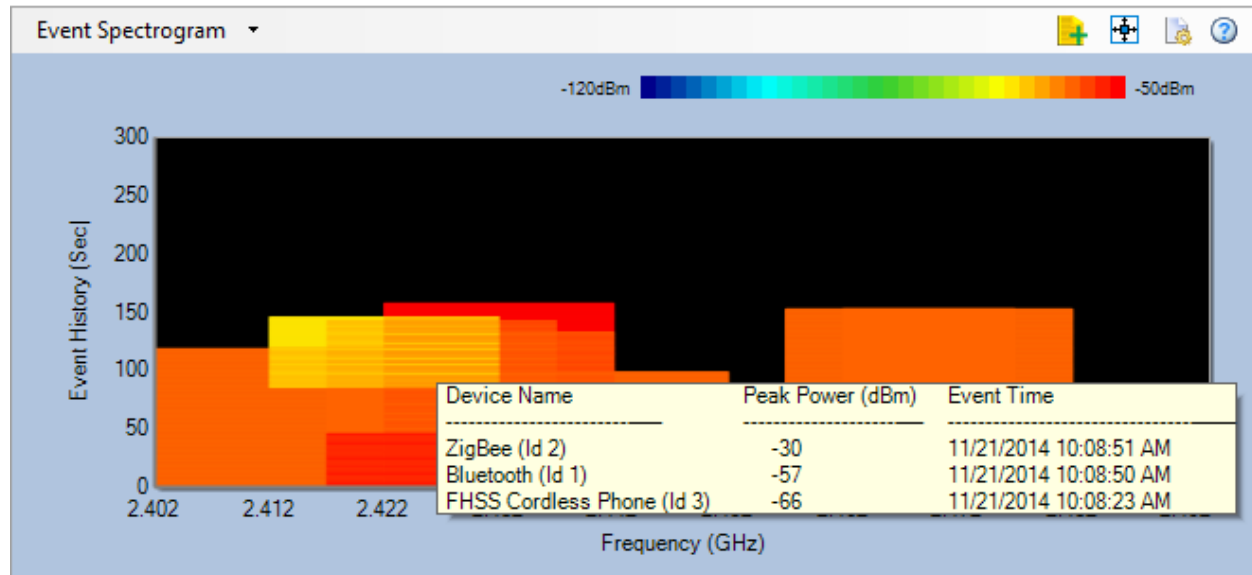 Event Spectrogram
-120dBm -50dBm
300
250
200
150
100
50
0
Event History (Sec)
Device Name Peak Power (dBm) Event Time
ZigBee (Id 2) -30 11/21/2014 10:08:51 AM
Bluetooth (Id 1) -57 11/21/2014 10:08:50 AM
FHSS Cordless Phone (Id 3) -66 11/21/2014 10:08:23 AM
2.402 2.412 2.422
Frequency (GHz)